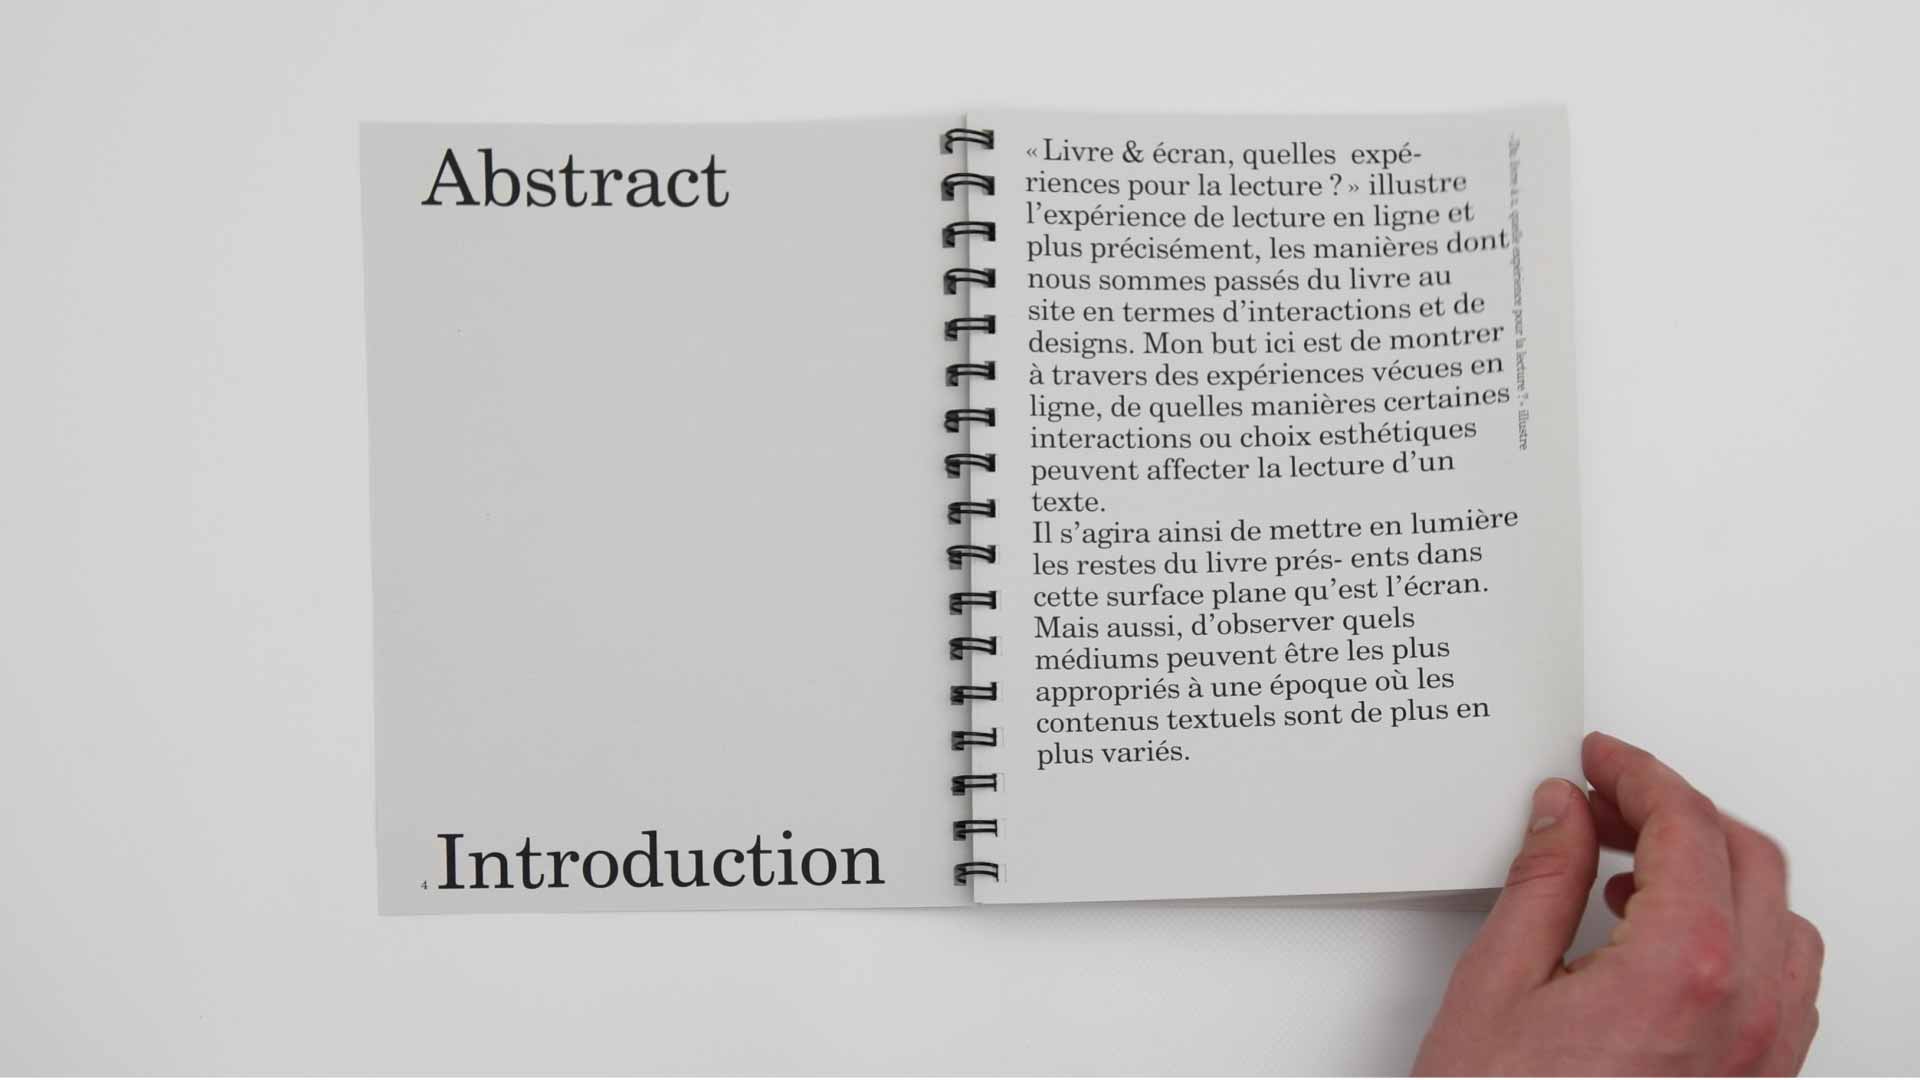 Abstract
4 Introduction
« Livre & écran, quelles  expé-
riences pour la lecture ? » illustre
l’expérience de lecture en ligne et
plus précisément, les manières dont
nous sommes passés du livre au
site en termes d’interactions et de
designs. Mon but ici est de montrer
à travers des expériences vécues en
ligne, de quelles manières certaines
interactions ou choix esthétiques
peuvent affecter la lecture d’un
texte.
Il s’agira ainsi de mettre en lumière
les restes du livre prés- ents dans
cette surface plane qu’est l’écran.
Mais aussi, d’observer quels
médiums peuvent être les plus
appropriés à une époque où les
contenus textuels sont de plus en
plus variés.
expérience pour la lecture ? » illustre